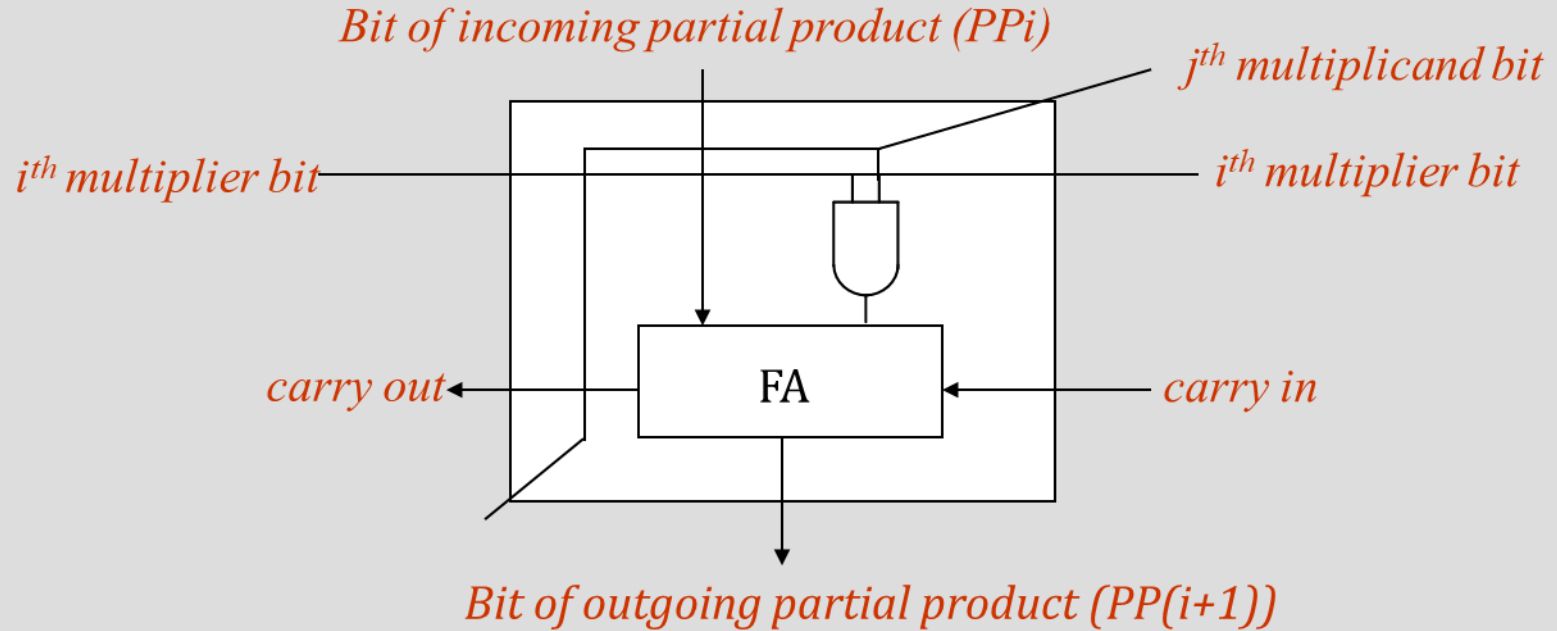 Bit of incoming partial product (PPi)
jth multiplicand bit
ith multiplier bit
ith multiplier bit
carry out
FA
carry in
Bit of outgoing partial product (PP(i+1))